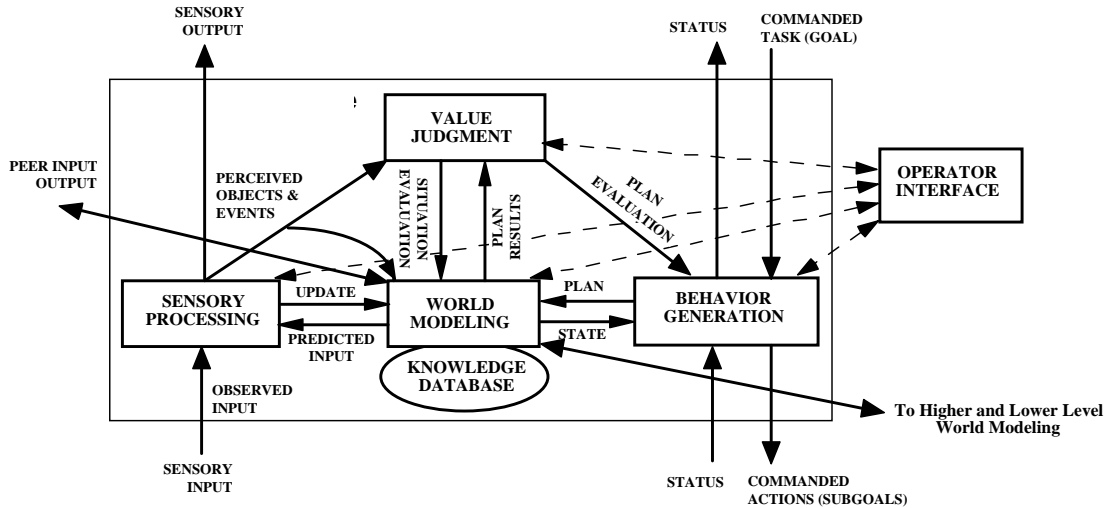 SENSORY
OUTPUT
STATUS
COMMANDED
TASK (GOAL)
VALUE
JUDGMENT
PEER INPUT
OUTPUT
PERCEIVED
OBJECTS &
EVENTS
SITUATION
EVALUATION
PLAN
RESULTS
PLAN
EVALUATION
OPERATOR
INTERFACE
SENSORY
PROCESSING
UPDATE
PREDICTED
INPUT
WORLD
MODELING
PLAN
STATE
BEHAVIOR
GENERATION
KNOWLEDGE
DATABASE
OBSERVED
INPUT
To Higher and Lower Level
World Modeling
SENSORY
INPUT
STATUS
COMMANDED
ACTIONS (SUBGOALS)